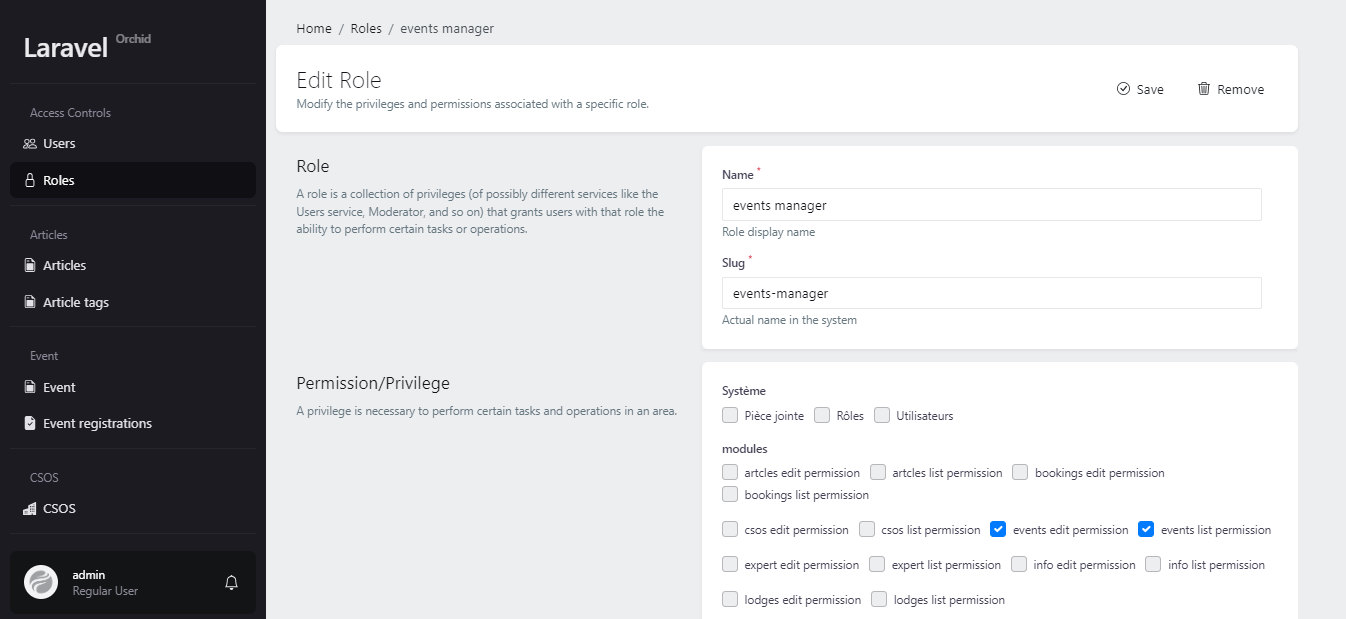 Laravel Orchid
Access Controls
Users
Roles
Articles
Articles
Article tags
Event
Event
Event registrations
CSOS
CSOS
admin
Regular User
Home / Roles / events manager
Edit Role
Modify the privileges and permissions associated with a specific role.
Save Remove
Role
A role is a collection of privileges (of possibly different services like the
Users service, Moderator, and so on) that grants users with that role the
ability to perform certain tasks or operations.
Name *
events manager
Role display name
Slug *
events-manager
Actual name in the system
Permission/Privilege
A privilege is necessary to perform certain tasks and operations in an area.
Système
Pièce jointe Rôles Utilisateurs
modules
artcles edit permission artcles list permission bookings edit permission
bookings list permission
csos edit permission csos list permission events edit permission events list permission
expert edit permission expert list permission info edit permission info list permission
lodges edit permission lodges list permission